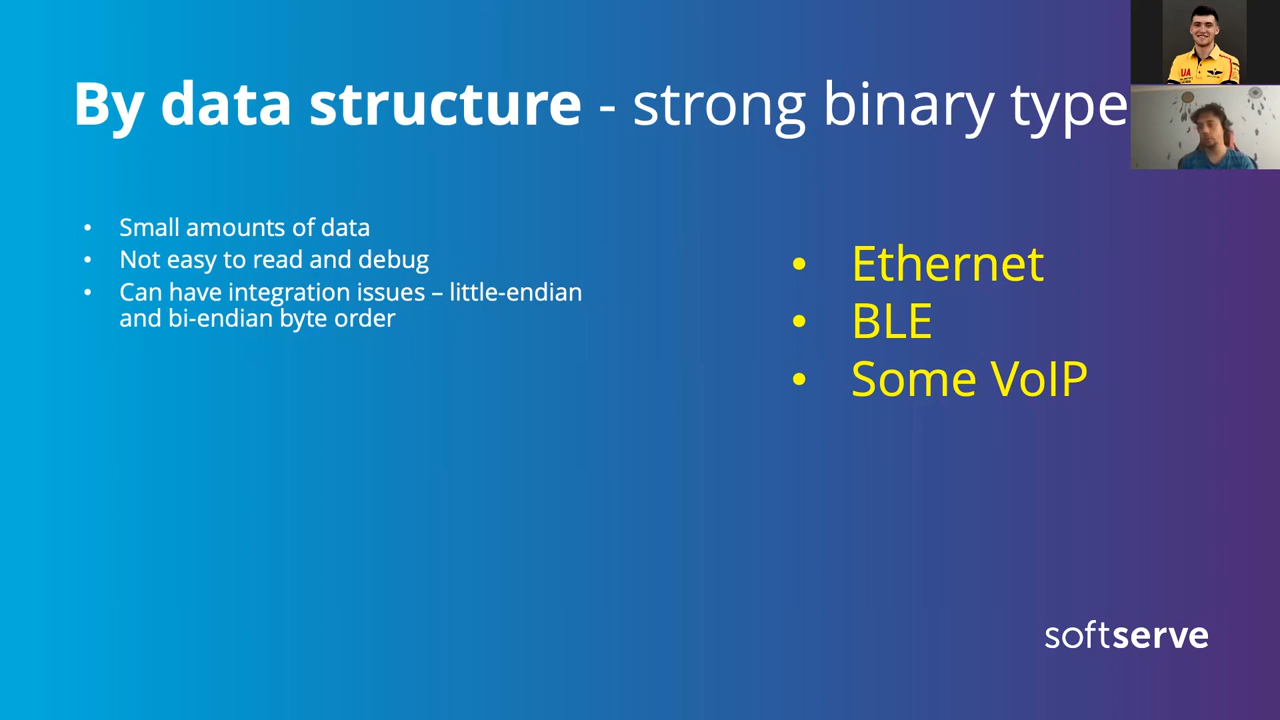 By data structure - strong binary type
• Small amounts of data
• Not easy to read and debug
• Can have integration issues – little-endian
and bi-endian byte order
• Ethernet
• BLE
• Some VoIP
UA
softserve